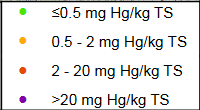 ≤0.5 mg Hg/kg TS
0.5 - 2 mg Hg/kg TS
2 - 20 mg Hg/kg TS
>20 mg Hg/kg TS